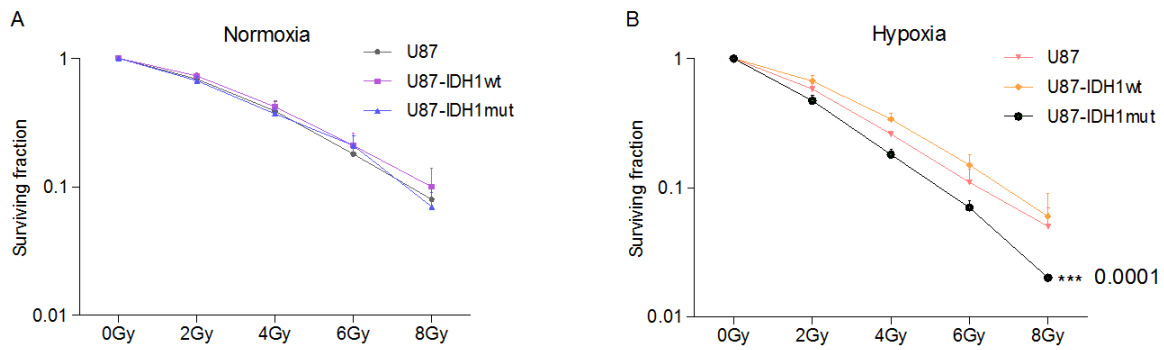 A
Normoxia
U87
U87-IDH1wt
U87-IDH1mut
Surviving fraction
1
0.1
0.01
0Gy 2Gy 4Gy 6Gy 8Gy
B
Hypoxia
U87
U87-IDH1wt
U87-IDH1mut
Surviving fraction
1
0.1
0.01
*** 0.0001
0Gy 2Gy 4Gy 6Gy 8Gy